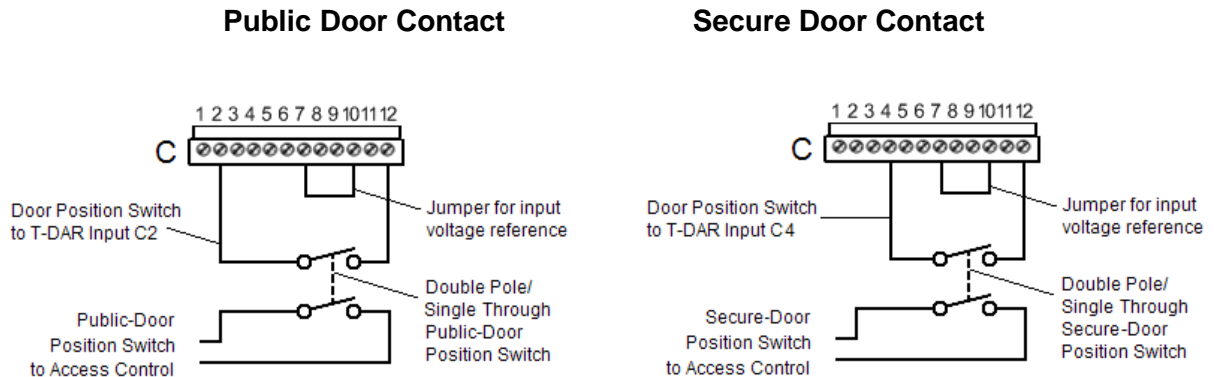 Public Door Contact
1 2 3 4 5 6 7 8 9 10 11 12
C
Door Position Switch
to T-DAR Input C2
Jumper for input
voltage reference
Double Pole/
Single Through
Public-Door
Position Switch
Public-Door
Position Switch
to Access Control
Secure Door Contact
1 2 3 4 5 6 7 8 9 10 11 12
C
Door Position Switch
to T-DAR Input C4
Jumper for input
voltage reference
Double Pole/
Single Through
Secure-Door
Position Switch
Secure-Door
Position Switch
to Access Control